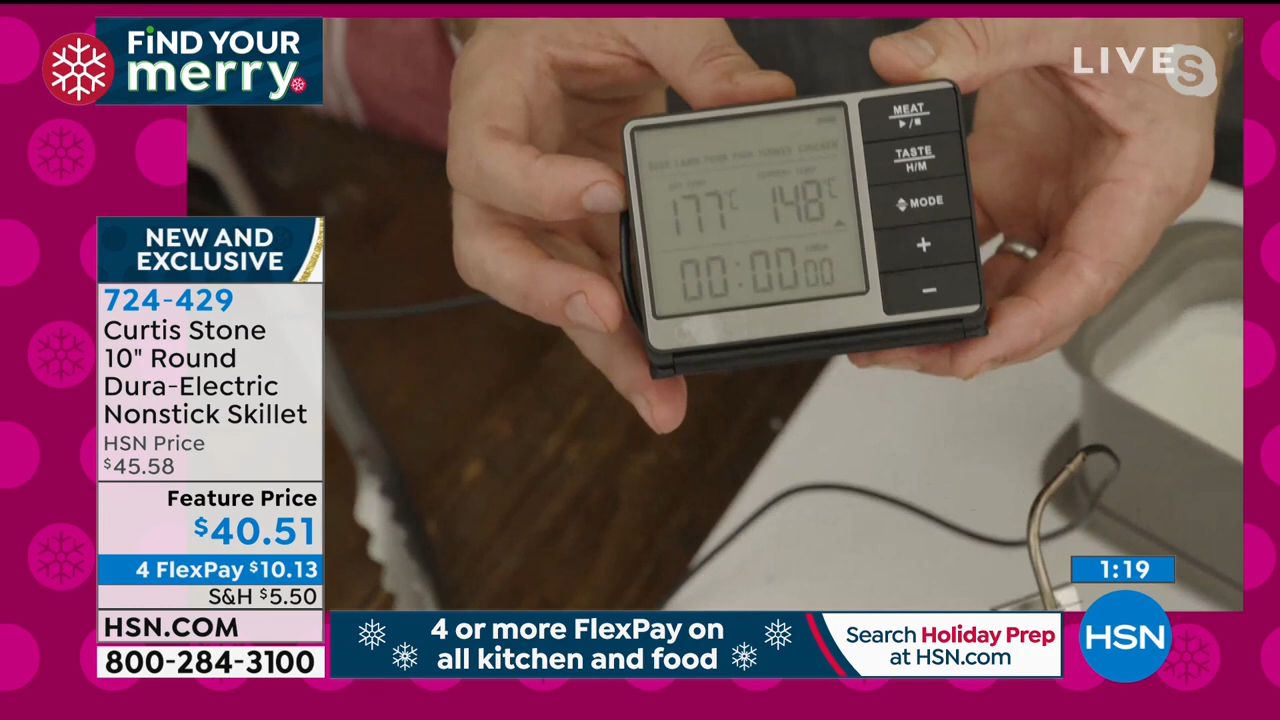 FiND YOUR
merry.
LIVE S
MEAT
▶/■
TASTE
H/M
MODE
+
−
177°C 148°C
00:00 00
NEW AND
EXCLUSIVE
724-429
Curtis Stone
10" Round
Dura-Electric
Nonstick Skillet
HSN Price
$45.58
Feature Price
$40.51
4 FlexPay $10.13
S&H $5.50
HSN.COM
800-284-3100
4 or more FlexPay on
all kitchen and food
Search Holiday Prep
at HSN.com
1:19
HSN